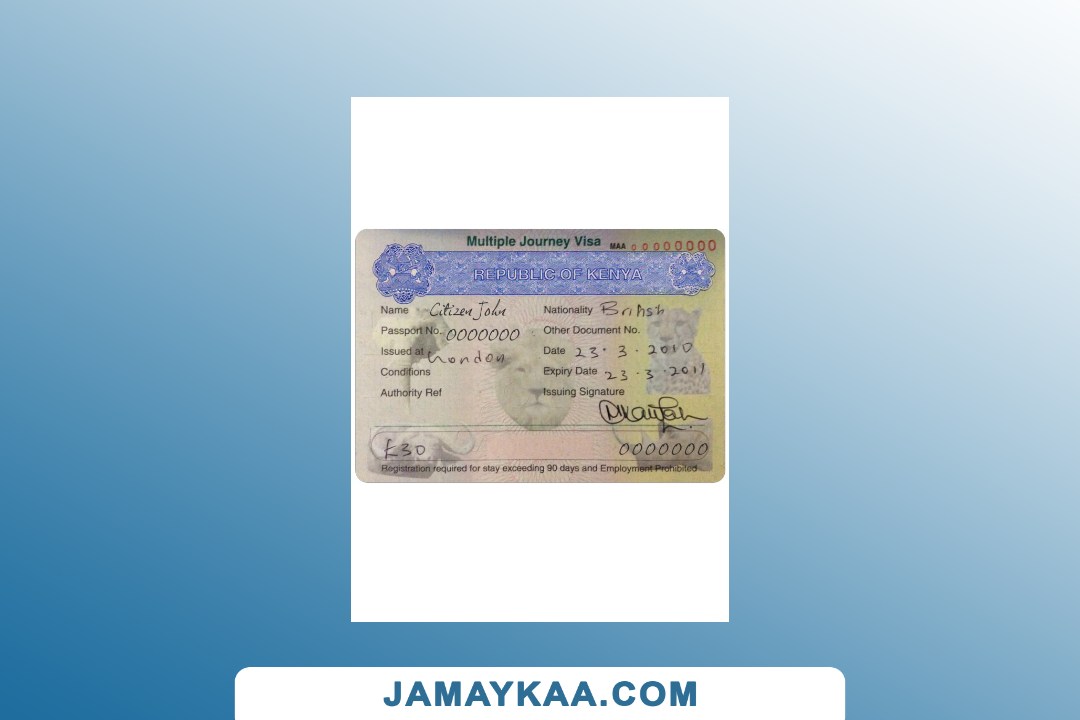 Multiple Journey Visa MAA 00000000
REPUBLIC OF KENYA
Name Citizen John Nationality British
Passport No. 0000000 Other Document No.
Issued at London Date 23.3.2010
Conditions Expiry Date 23.3.2011
Authority Ref Issuing Signature
£30 0000000
Registration required for stay exceeding 90 days and Employment Prohibited
JAMAYKAA.COM